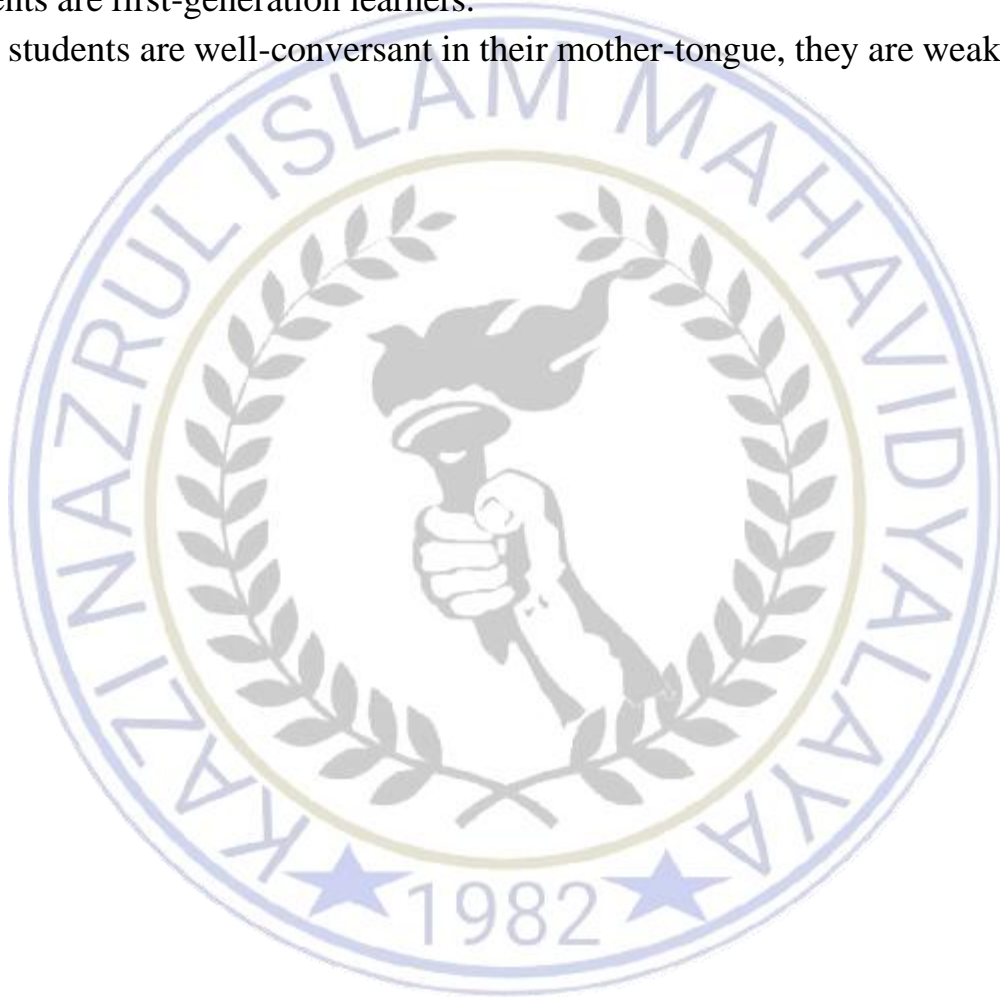 ents are first-generation learners.
students are well-conversant in their mother-tongue, they are weak
KAZI NAZRUL ISLAM MAHAVIDYALAYA
1982